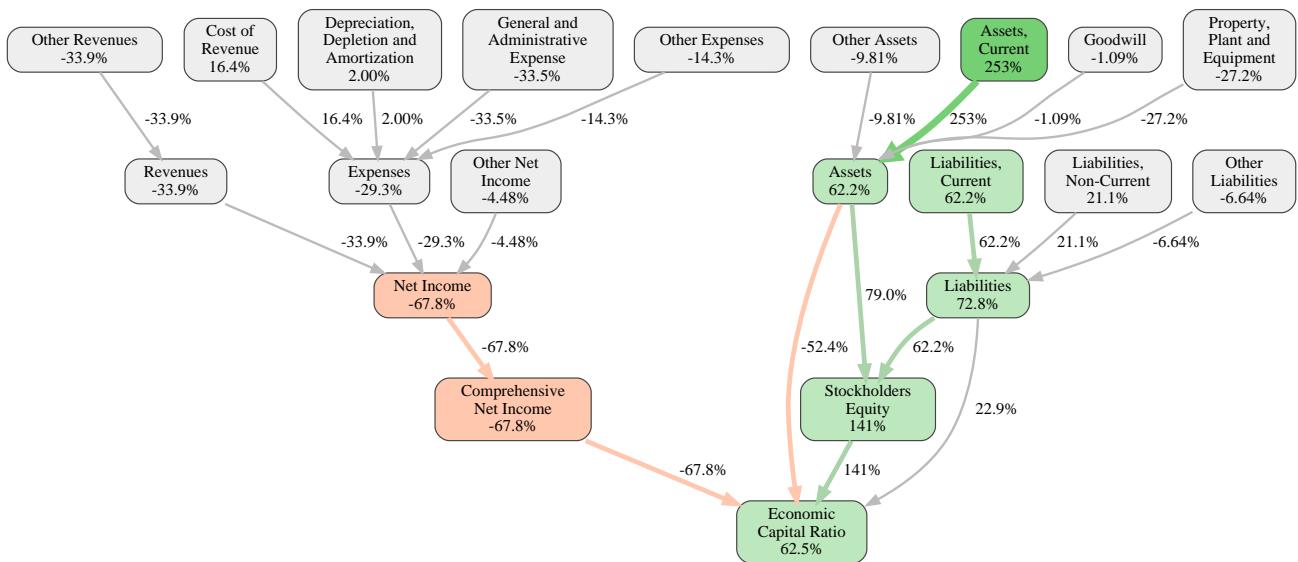 Other Revenues
-33.9%
Cost of
Revenue
16.4%
Depreciation,
Depletion and
Amortization
2.00%
General and
Administrative
Expense
-33.5%
Other Expenses
-14.3%
Other Assets
-9.81%
Assets,
Current
253%
Goodwill
-1.09%
Property,
Plant and
Equipment
-27.2%
-33.9%
16.4%
2.00%
-33.5%
-14.3%
-9.81%
253%
-1.09%
-27.2%
Revenues
-33.9%
Expenses
-29.3%
Other Net
Income
-4.48%
Assets
62.2%
Liabilities,
Current
62.2%
Liabilities,
Non-Current
21.1%
Other
Liabilities
-6.64%
-33.9%
-29.3%
-4.48%
62.2%
21.1%
-6.64%
Net Income
-67.8%
79.0%
Liabilities
72.8%
-67.8%
-52.4%
62.2%
Comprehensive
Net Income
-67.8%
Stockholders
Equity
141%
22.9%
-67.8%
141%
Economic
Capital Ratio
62.5%